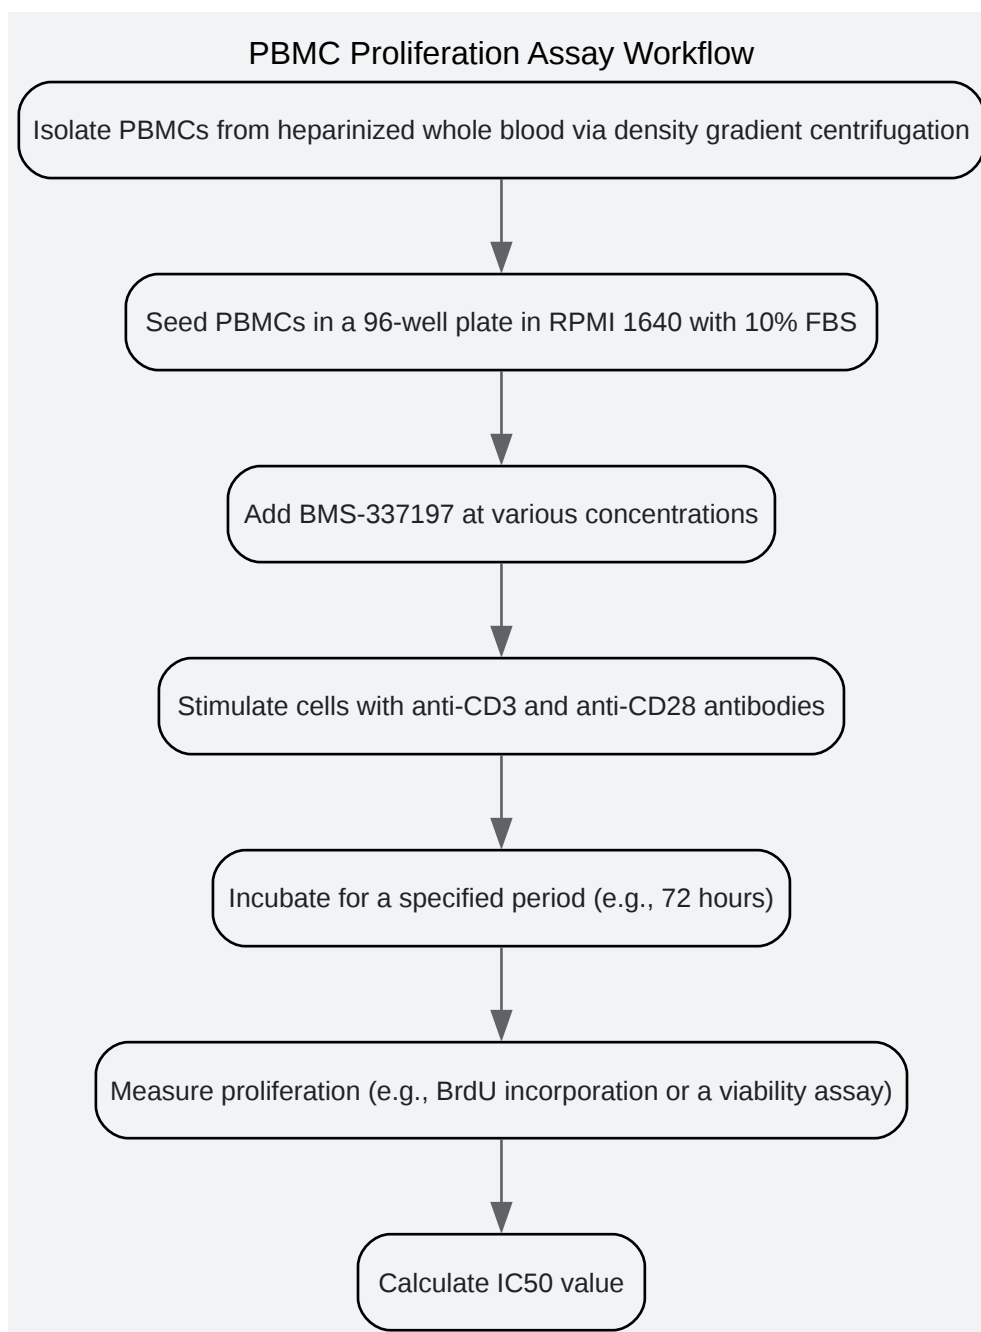 PBMC Proliferation Assay Workflow
Isolate PBMCs from heparinized whole blood via density gradient centrifugation
Seed PBMCs in a 96-well plate in RPMI 1640 with 10% FBS
Add BMS-337197 at various concentrations
Stimulate cells with anti-CD3 and anti-CD28 antibodies
Incubate for a specified period (e.g., 72 hours)
Measure proliferation (e.g., BrdU incorporation or a viability assay)
Calculate IC50 value